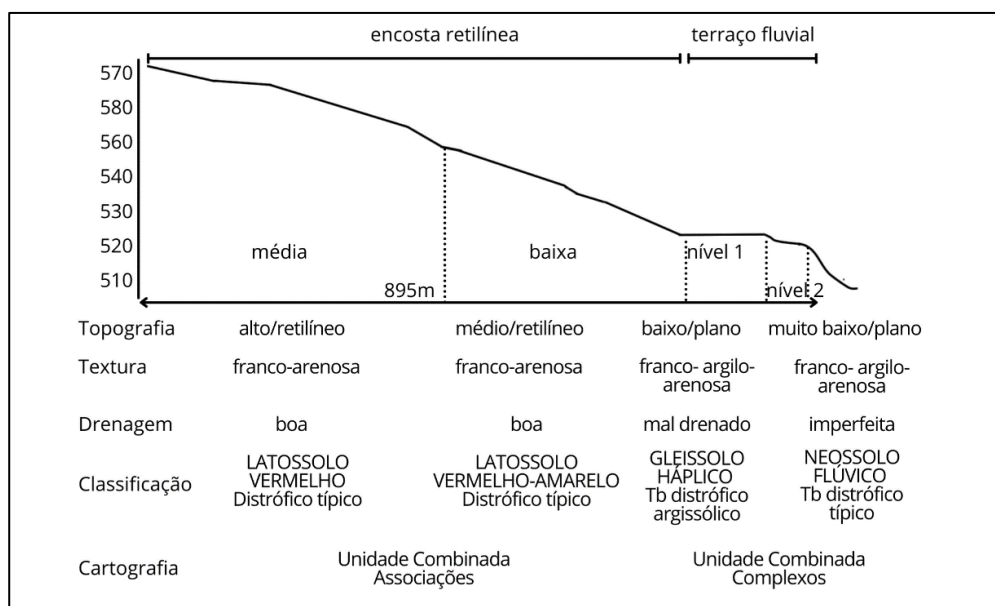 encosta retilínea terraço fluvial
570
580
560
540
530
520
510
média baixa nível 1
895m nível 2
Topografia alto/retilíneo médio/retilíneo baixo/plano muito baixo/plano
Textura franco-arenosa franco-arenosa franco- argilo-
arenosa franco- argilo-
arenosa
Drenagem boa boa mal drenado imperfeita
Classificação
LATOSSOLO
VERMELHO
Distrófico típico
LATOSSOLO
VERMELHO-AMARELO
Distrófico típico
GLEISSOLO
HÁPLICO
Tb distrófico
argissólico
NEOSSOLO
FLÚVICO
Tb distrófico
típico
Cartografia
Unidade Combinada
Associações
Unidade Combinada
Complexos